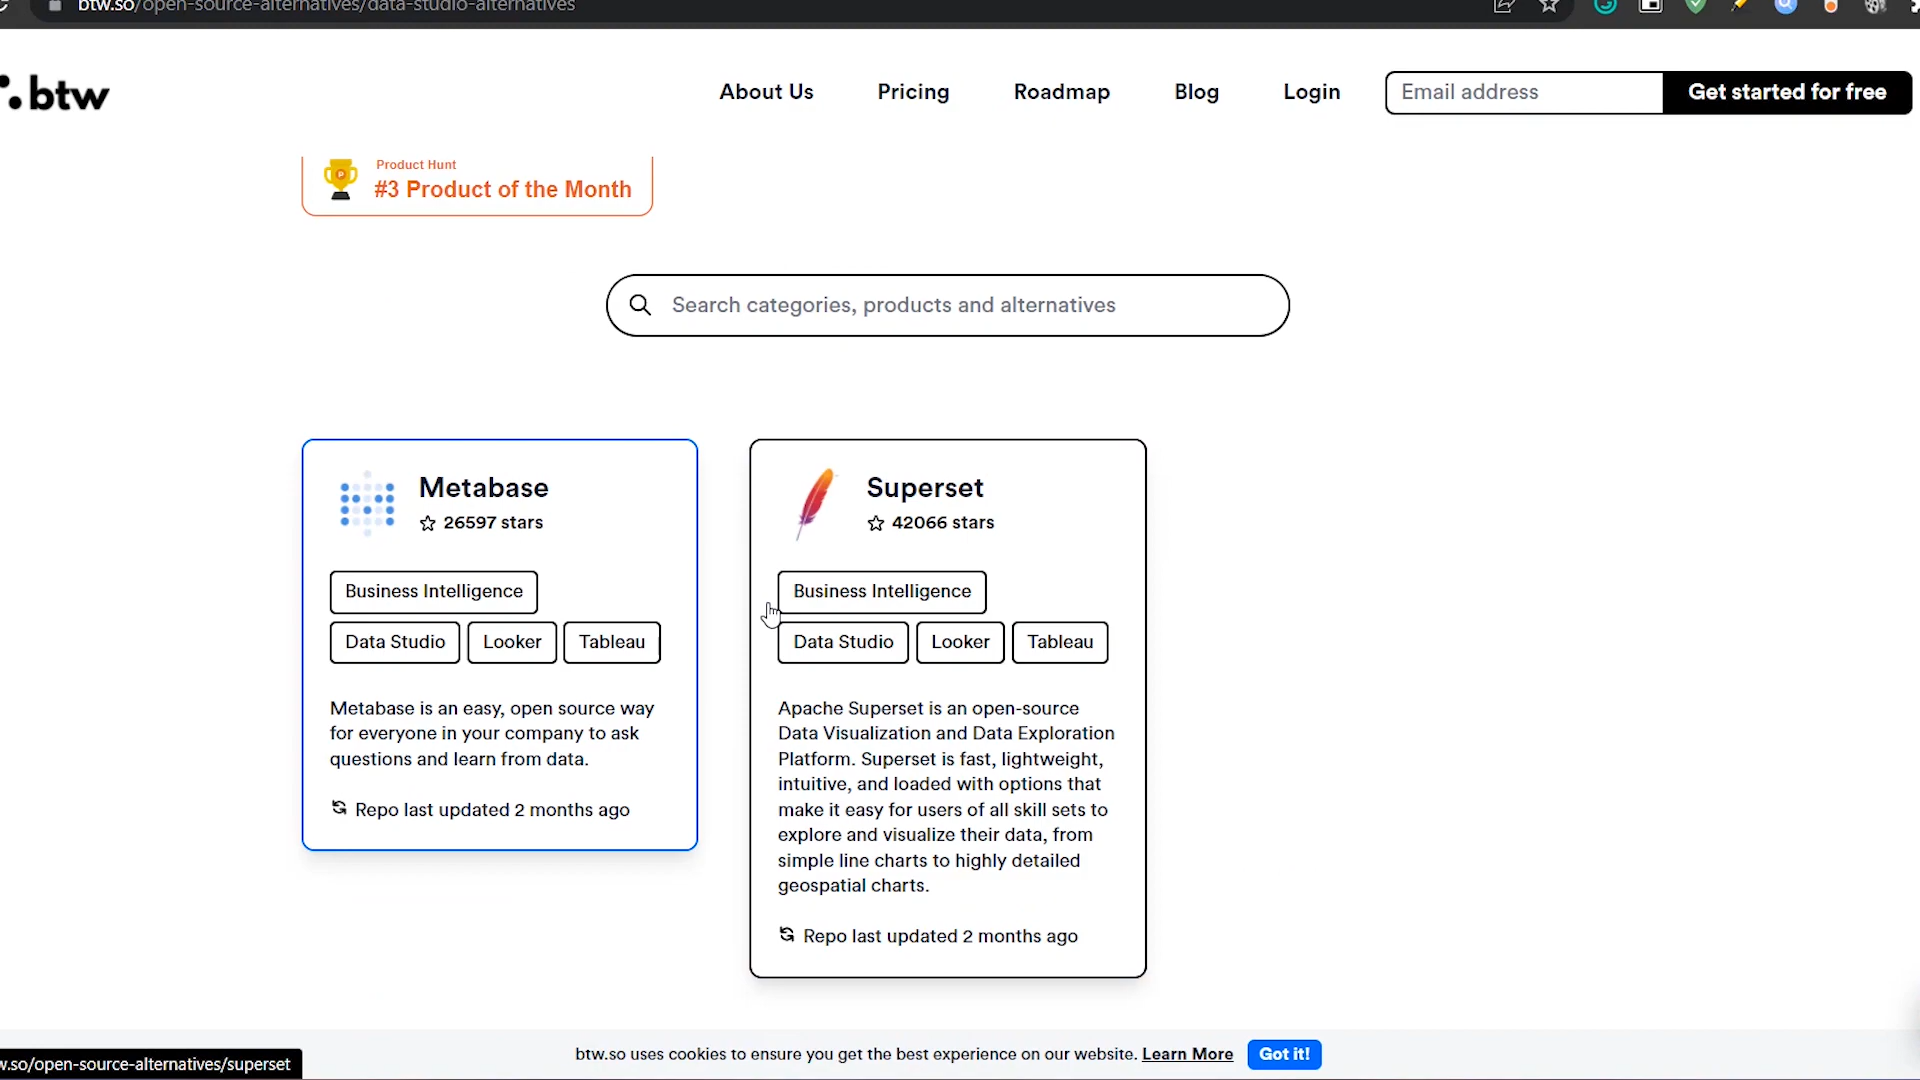 btw.so/open-source-alternatives/data-studio-alternatives
btw
About Us
Pricing
Roadmap
Blog
Login
Email address
Get started for free
Product Hunt
#3 Product of the Month
Search categories, products and alternatives
Metabase
26597 stars
Business Intelligence
Data Studio
Looker
Tableau
Metabase is an easy, open source way
for everyone in your company to ask
questions and learn from data.
Repo last updated 2 months ago
Superset
42066 stars
Business Intelligence
Data Studio
Looker
Tableau
Apache Superset is an open-source
Data Visualization and Data Exploration
Platform. Superset is fast, lightweight,
intuitive, and loaded with options that
make it easy for users of all skill sets to
explore and visualize their data, from
simple line charts to highly detailed
geospatial charts.
Repo last updated 2 months ago
btw.so uses cookies to ensure you get the best experience on our website. Learn More
Got it!
w.so/open-source-alternatives/superset